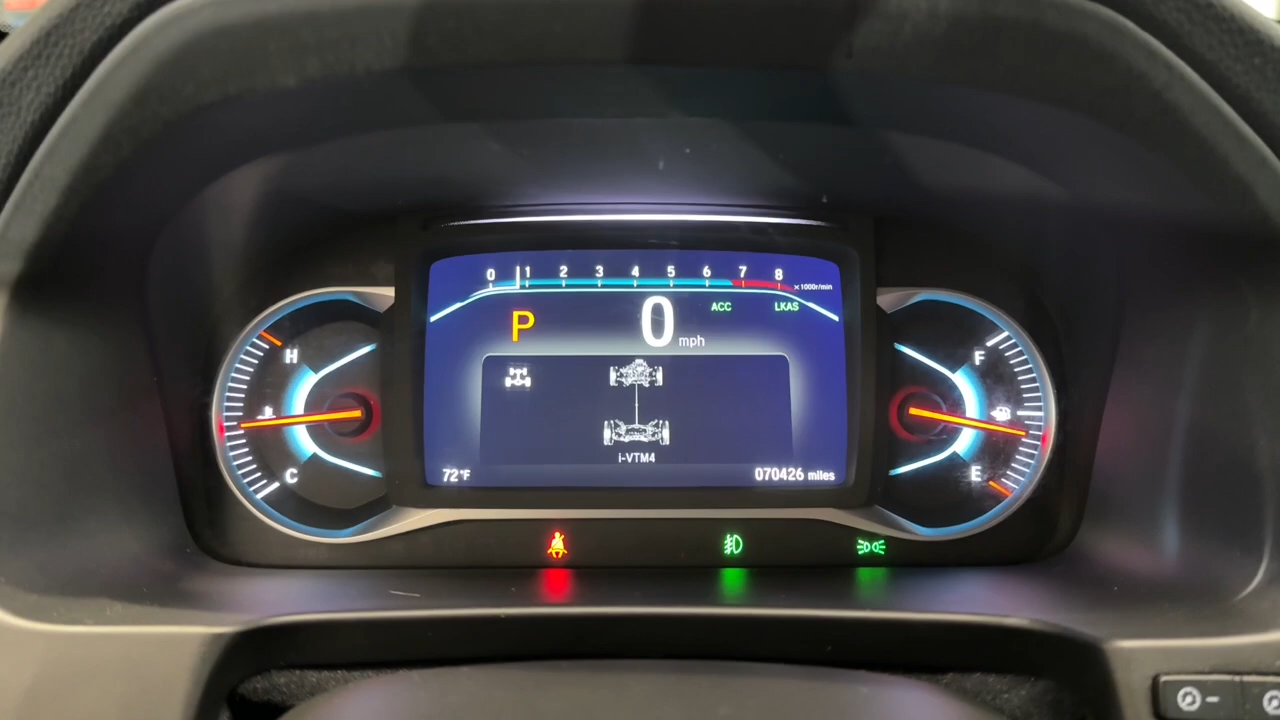 0 1 2 3 4 5 6 7 8 ×1000r/min
ACC LKAS
P 0 mph
H
F
C
E
i-VTM4
72°F 070426 miles